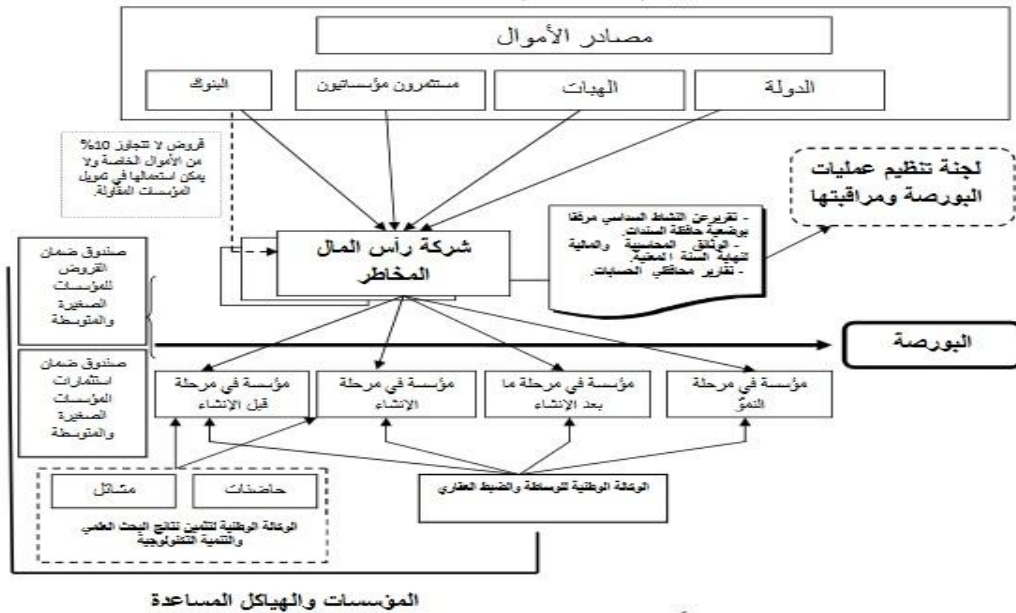 مصادر الأموال
الدولة
الهبات
مستثمرون مؤسساتيون
البنوك
قروض لا تتجاوز 10%
من الأموال الخاصة ولا
يمكن استعمالها في تمويل
المؤسسات المقاولة.
لجنة تنظيم عمليات
البورصة ومراقبتها
- تقرير عن النشاط السداسي مرفقا
بوضعية حافظة السندات.
- الوثائق المحاسبية والمالية
لنهاية السنة المعنية.
- تقارير محافظي الحسابات.
شركة رأس المال
المخاطر
صندوق ضمان
القروض
للمؤسسات
الصغيرة
والمتوسطة
البورصة
صندوق ضمان
استثمارات
المؤسسات
الصغيرة
والمتوسطة
مؤسسة في مرحلة
النمو
مؤسسة في مرحلة ما
بعد الإنشاء
مؤسسة في مرحلة
الإنشاء
مؤسسة في مرحلة
قبل الإنشاء
الوكالة الوطنية للوساطة والضبط العقاري
حاضنات
مشاتل
الوكالة الوطنية لتثمين نتائج البحث العلمي
والتنمية التكنولوجية
المؤسسات والهياكل المساعدة